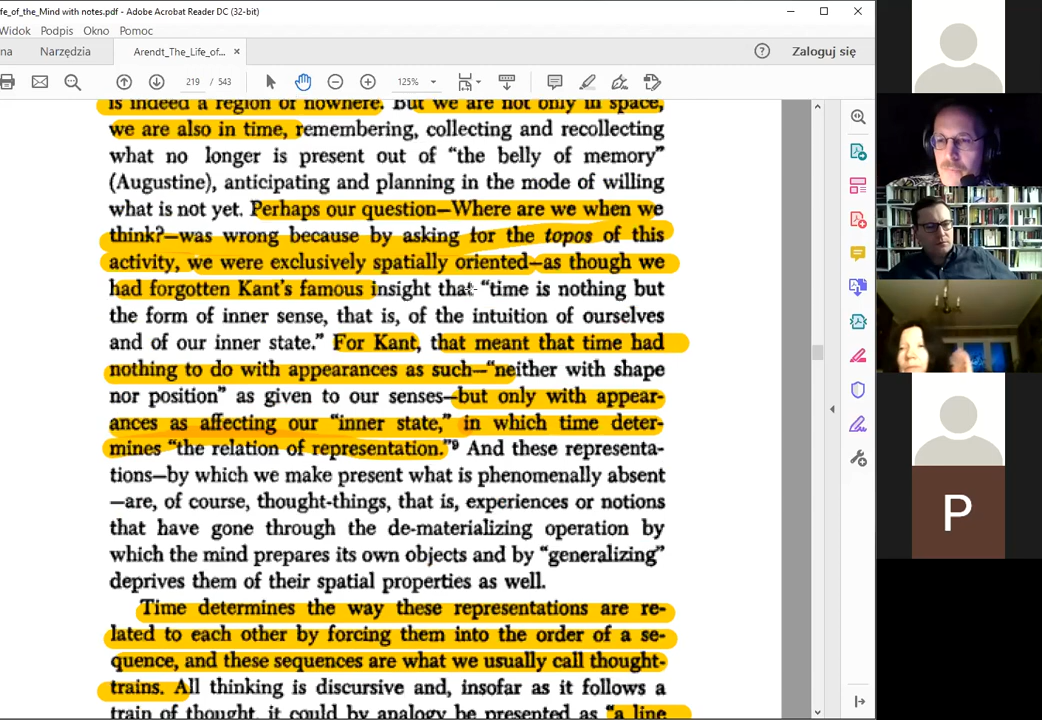 ife_of_the_Mind with notes.pdf - Adobe Acrobat Reader DC (32-bit)
Widok Podpis Okno Pomoc
na Narzędzia Arendt_The_Life_of... × Zaloguj się
219 / 543 125%
is indeed a region of nowhere. But we are not only in space,
we are also in time, remembering, collecting and recollecting
what no longer is present out of “the belly of memory”
(Augustine), anticipating and planning in the mode of willing
what is not yet. Perhaps our question—Where are we when we
think?—was wrong because by asking for the topos of this
activity, we were exclusively spatially oriented—as though we
had forgotten Kant’s famous insight that “time is nothing but
the form of inner sense, that is, of the intuition of ourselves
and of our inner state.” For Kant, that meant that time had
nothing to do with appearances as such—“neither with shape
nor position” as given to our senses—but only with appear-
ances as affecting our “inner state,” in which time deter-
mines “the relation of representation.”⁹ And these representa-
tions—by which we make present what is phenomenally absent
—are, of course, thought-things, that is, experiences or notions
that have gone through the de-materializing operation by
which the mind prepares its own objects and by “generalizing”
deprives them of their spatial properties as well.
Time determines the way these representations are re-
lated to each other by forcing them into the order of a se-
quence, and these sequences are what we usually call thought-
trains. All thinking is discursive and, insofar as it follows a
train of thought, it could by analogy be presented as “a line
P